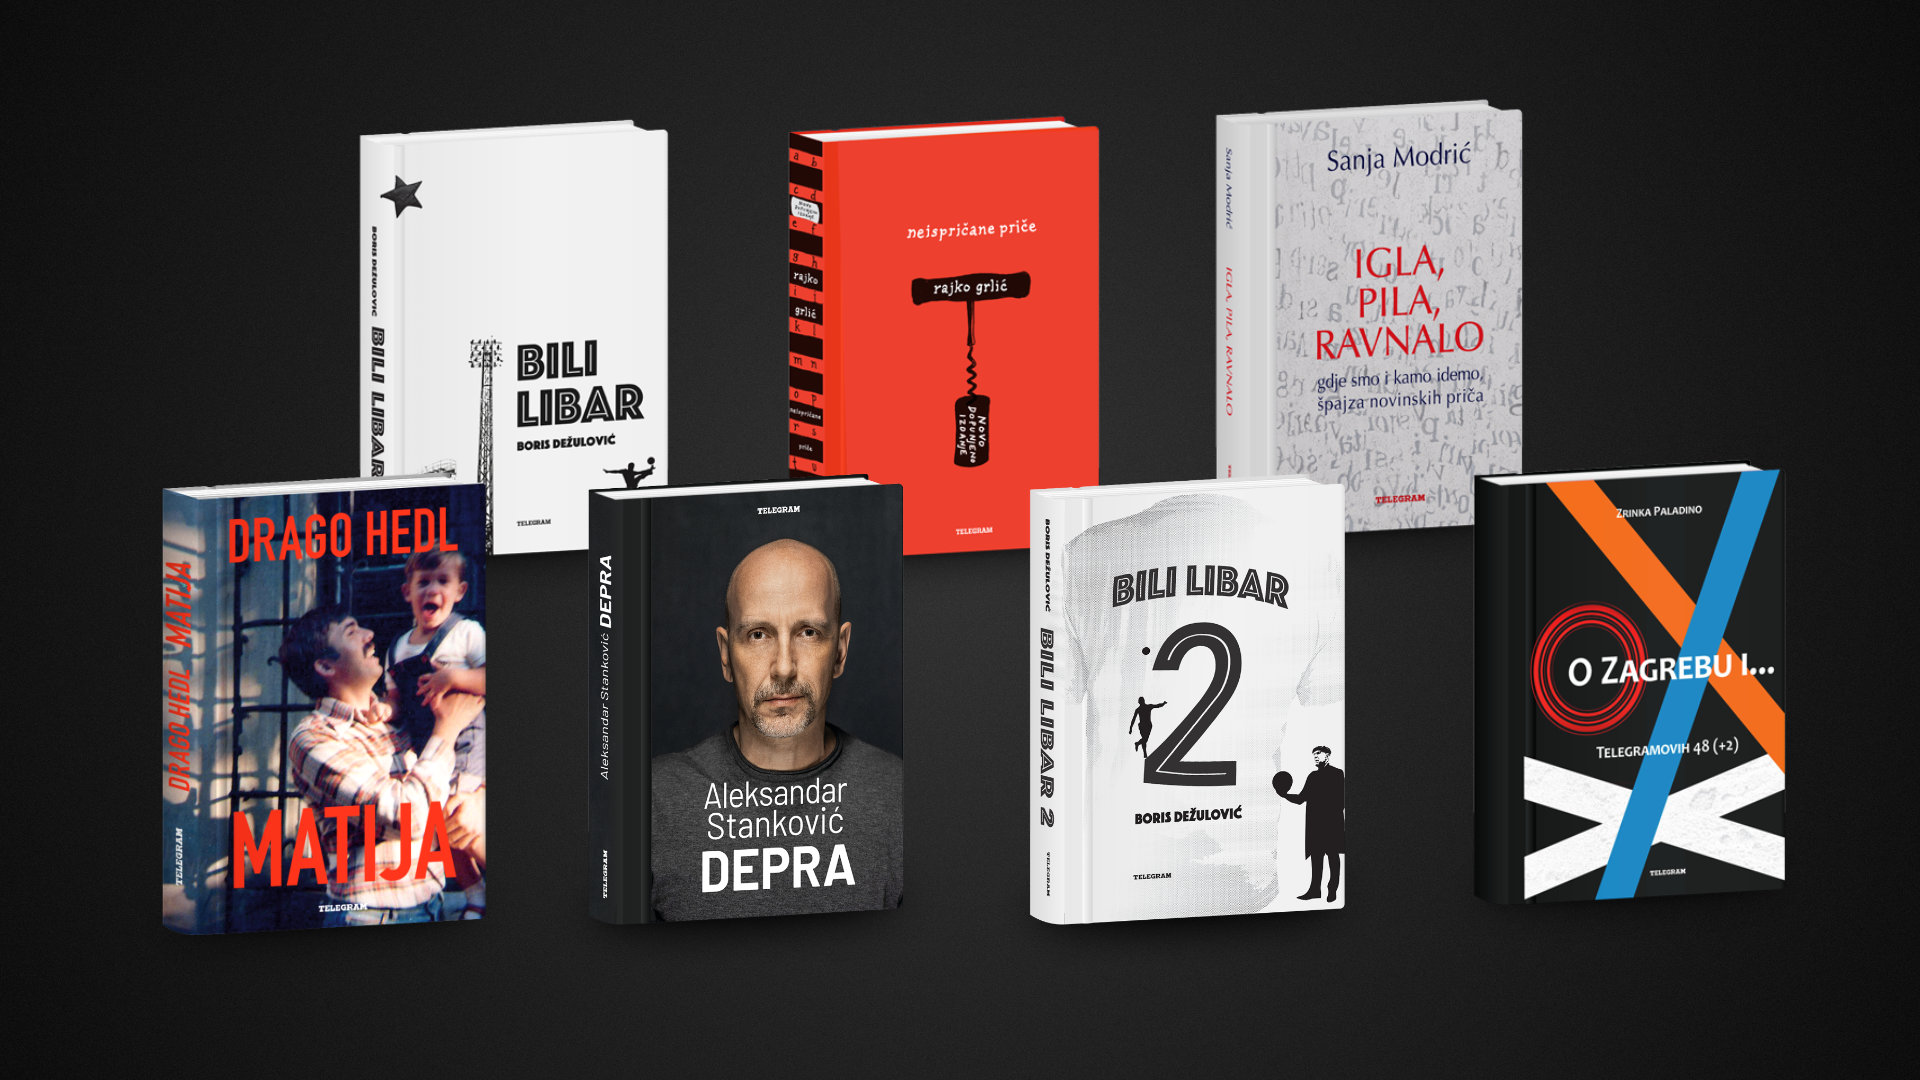 BORIS DEŽULOVIĆ BILI LIBAR
BILI
LIBAR
BORIS DEŽULOVIĆ
TELEGRAM
a b
c d
e f
g h
rajko
i j
grlić
k l
m n
o p
neispričane
r s
priče
t u
neispričane priče
rajko grlić
NOVO
DOPUNJENO
IZDANJE
TELEGRAM
Sanja Modrić IGLA, PILA, RAVNALO
Sanja Modrić
IGLA,
PILA,
RAVNALO
gdje smo i kamo idemo,
špajza novinskih priča
TELEGRAM
DRAGO HEDL MATIJA
TELEGRAM
DRAGO HEDL
MATIJA
TELEGRAM
Aleksandar Stanković DEPRA
TELEGRAM
TELEGRAM
Aleksandar
Stanković
DEPRA
BORIS DEŽULOVIĆ BILI LIBAR 2
TELEGRAM
BILI LIBAR
2
BORIS DEŽULOVIĆ
TELEGRAM
ZRINKA PALADINO
O ZAGREBU I...
TELEGRAMOVIH 48 (+2)
TELEGRAM